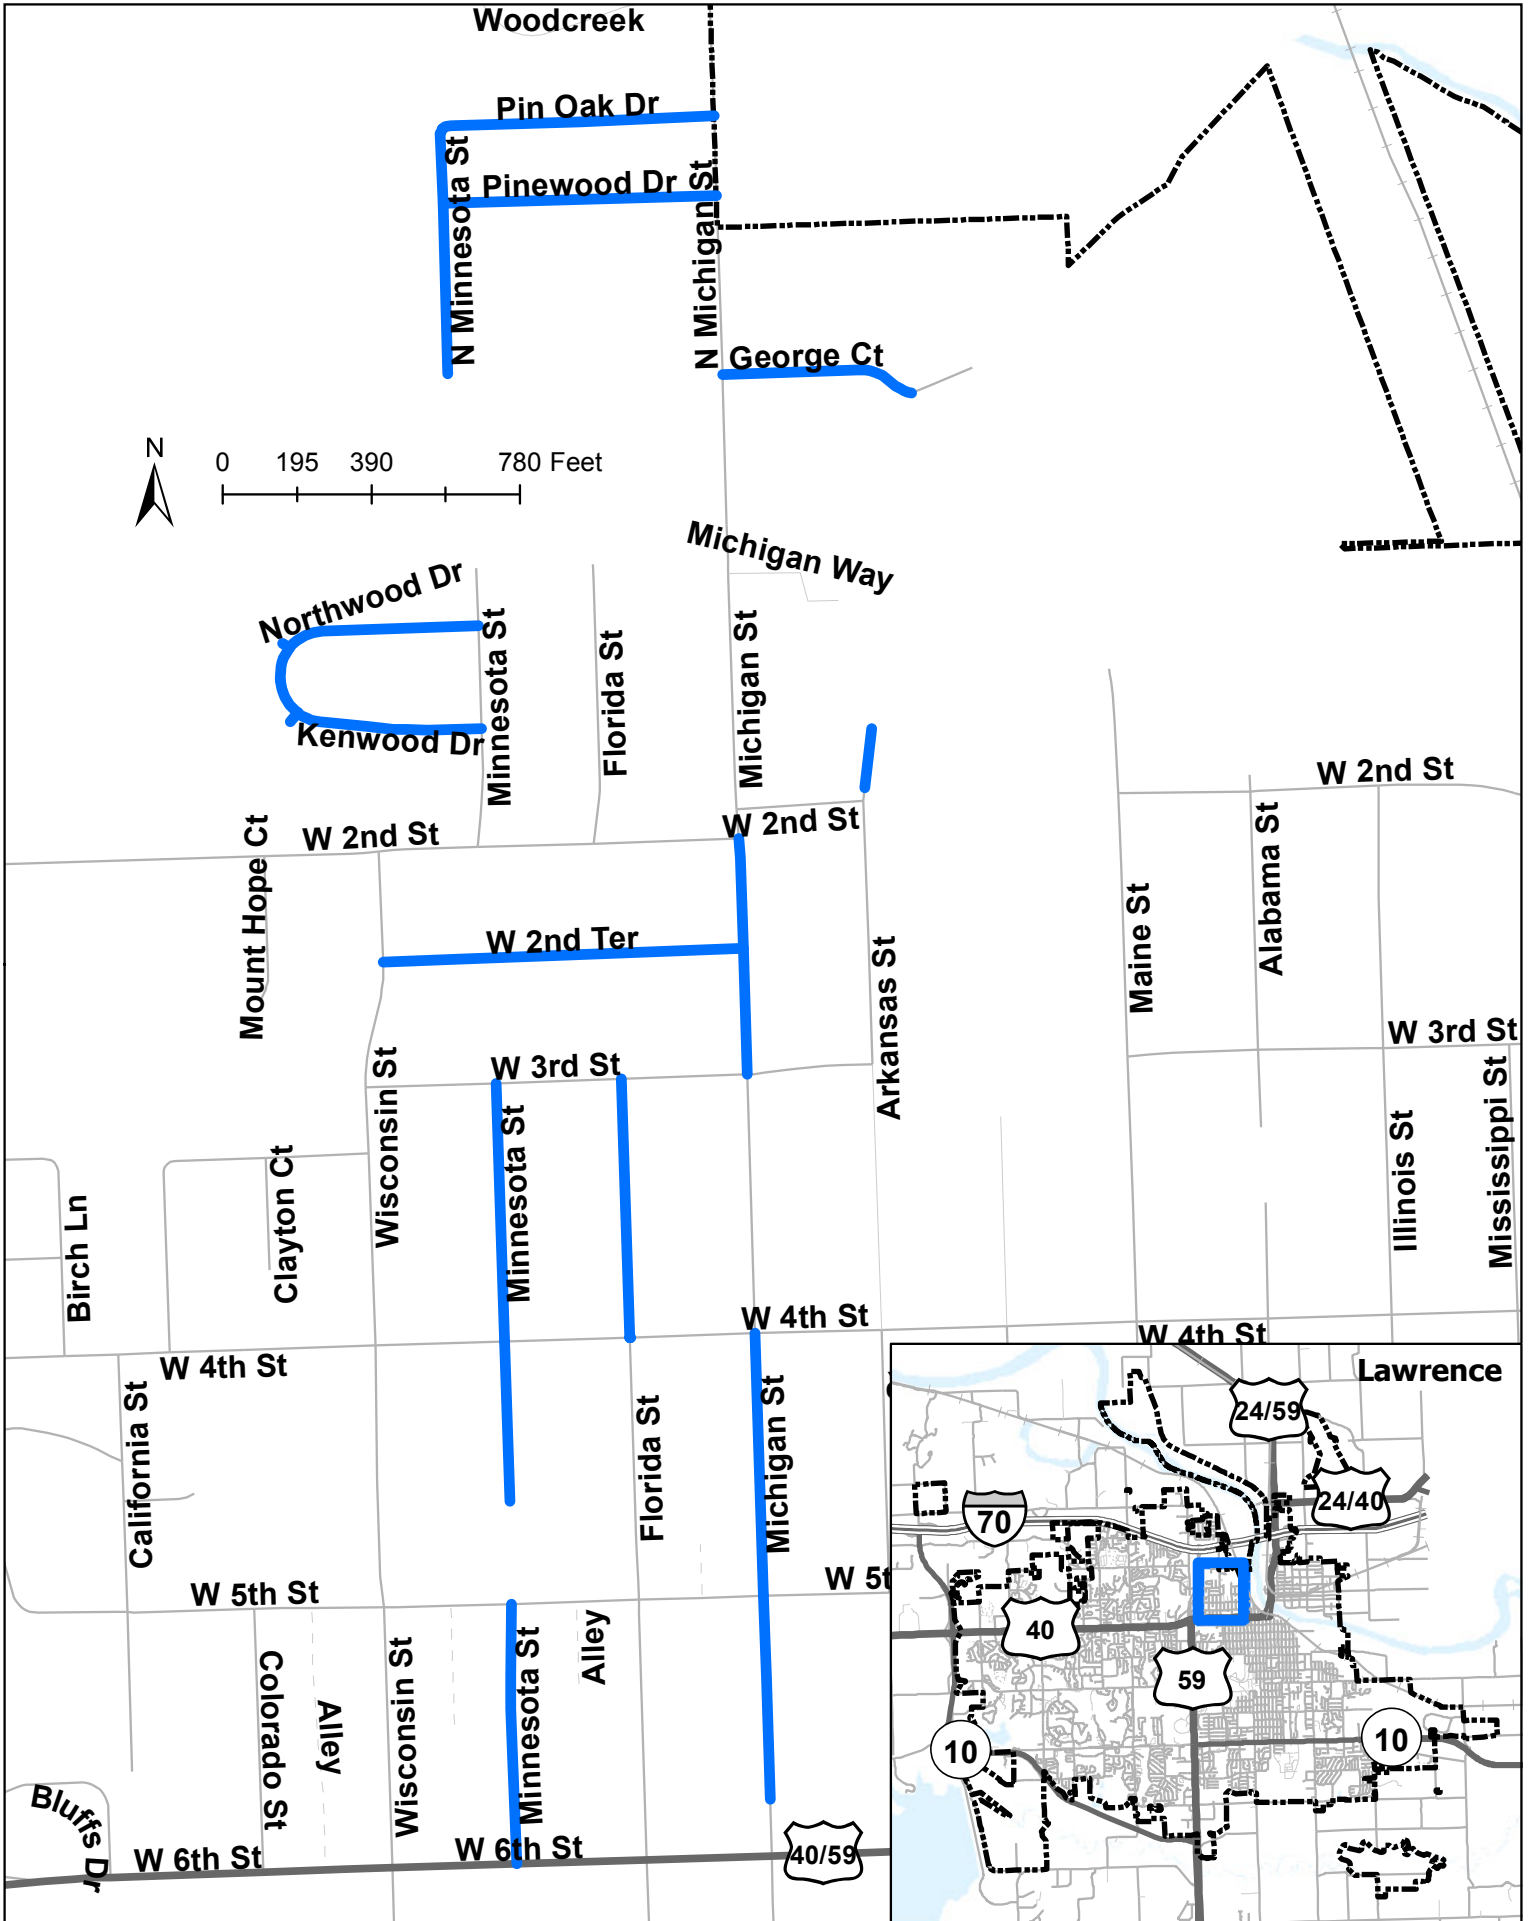 Woodcreek
Pin Oak Dr
N Minnesota St
Pinewood Dr
N Michigan St
George Ct
N
0 195 390 780 Feet
Michigan Way
Northwood Dr
Minnesota St
Florida St
Michigan St
Kenwood Dr
W 2nd St
W 2nd St
W 2nd St
Mount Hope Ct
Alabama St
Maine St
W 2nd Ter
Arkansas St
W 3rd St
W 3rd St
Wisconsin St
Minnesota St
Mississippi St
Illinois St
Clayton Ct
Birch Ln
W 4th St
W 4th St
W 4th St
California St
Florida St
Michigan St
W 5th St
W 5t
Colorado St
Alley
Wisconsin St
Minnesota St
Alley
Bluffs Dr
W 6th St
W 6th St
40/59
Lawrence
24/59
24/40
70
40
59
10
10